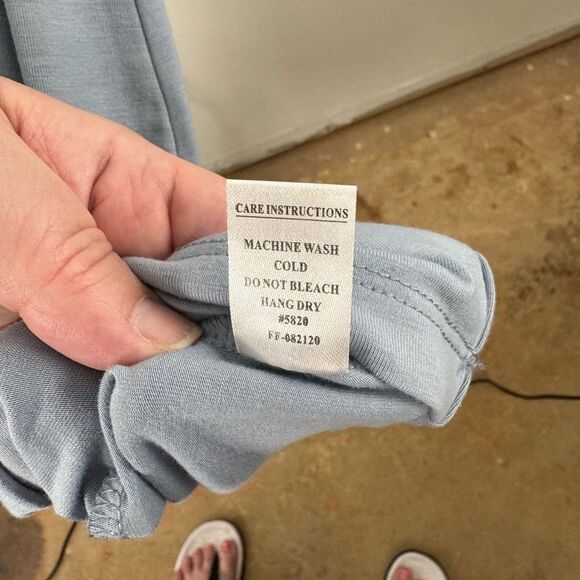 CARE INSTRUCTIONS
MACHINE WASH
COLD
DO NOT BLEACH
HANG DRY
#5820
FF-082120